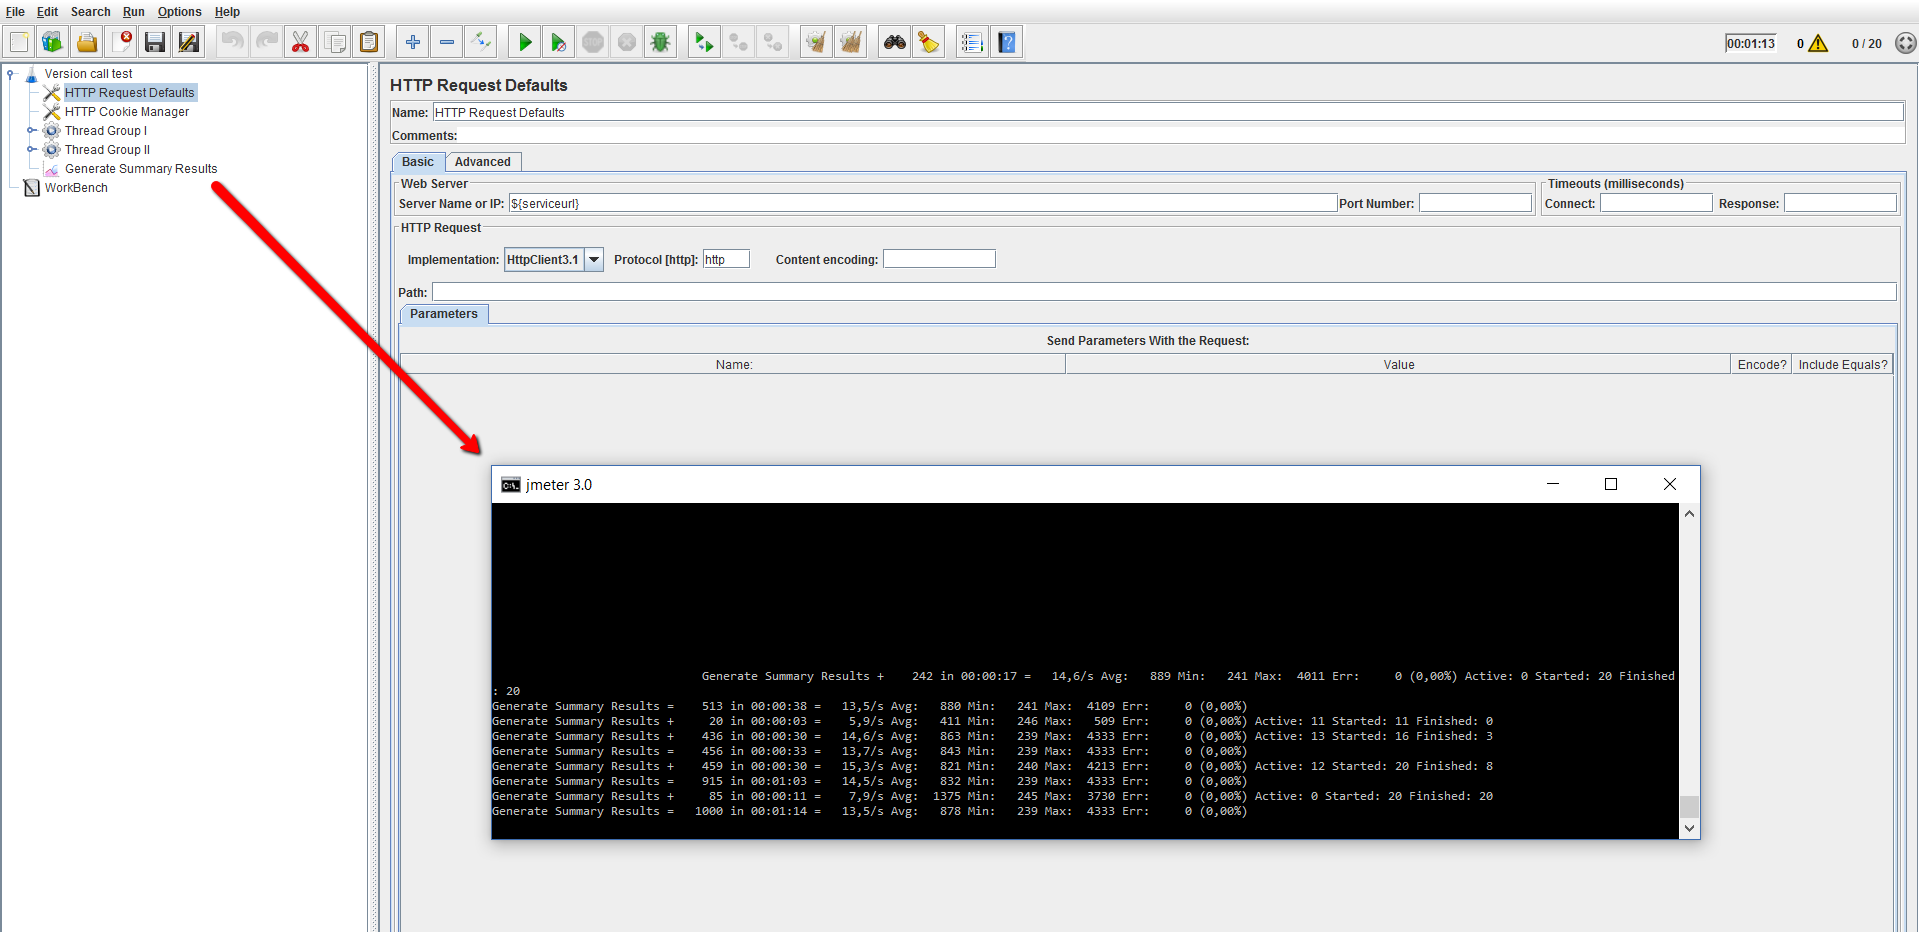 File Edit Search Run Options Help
STOP 00:01:13 0 0 / 20
Version call test
HTTP Request Defaults
HTTP Cookie Manager
Thread Group I
Thread Group II
Generate Summary Results
WorkBench
HTTP Request Defaults
Name: HTTP Request Defaults
Comments:
Basic Advanced
Web Server
Server Name or IP: ${serviceurl} Port Number:
Timeouts (milliseconds)
Connect: Response:
HTTP Request
Implementation: HttpClient3.1 Protocol [http]: http Content encoding:
Path:
Parameters
Send Parameters With the Request:
Name: Value Encode? Include Equals?
C:\. jmeter 3.0
Generate Summary Results + 242 in 00:00:17 = 14,6/s Avg: 889 Min: 241 Max: 4011 Err: 0 (0,00%) Active: 0 Started: 20 Finished
: 20
Generate Summary Results = 513 in 00:00:38 = 13,5/s Avg: 880 Min: 241 Max: 4109 Err: 0 (0,00%)
Generate Summary Results + 20 in 00:00:03 = 5,9/s Avg: 411 Min: 246 Max: 509 Err: 0 (0,00%) Active: 11 Started: 11 Finished: 0
Generate Summary Results + 436 in 00:00:30 = 14,6/s Avg: 863 Min: 239 Max: 4333 Err: 0 (0,00%) Active: 13 Started: 16 Finished: 3
Generate Summary Results = 456 in 00:00:33 = 13,7/s Avg: 843 Min: 239 Max: 4333 Err: 0 (0,00%)
Generate Summary Results + 459 in 00:00:30 = 15,3/s Avg: 821 Min: 240 Max: 4213 Err: 0 (0,00%) Active: 12 Started: 20 Finished: 8
Generate Summary Results = 915 in 00:01:03 = 14,5/s Avg: 832 Min: 239 Max: 4333 Err: 0 (0,00%)
Generate Summary Results + 85 in 00:00:11 = 7,9/s Avg: 1375 Min: 245 Max: 3730 Err: 0 (0,00%) Active: 0 Started: 20 Finished: 20
Generate Summary Results = 1000 in 00:01:14 = 13,5/s Avg: 878 Min: 239 Max: 4333 Err: 0 (0,00%)